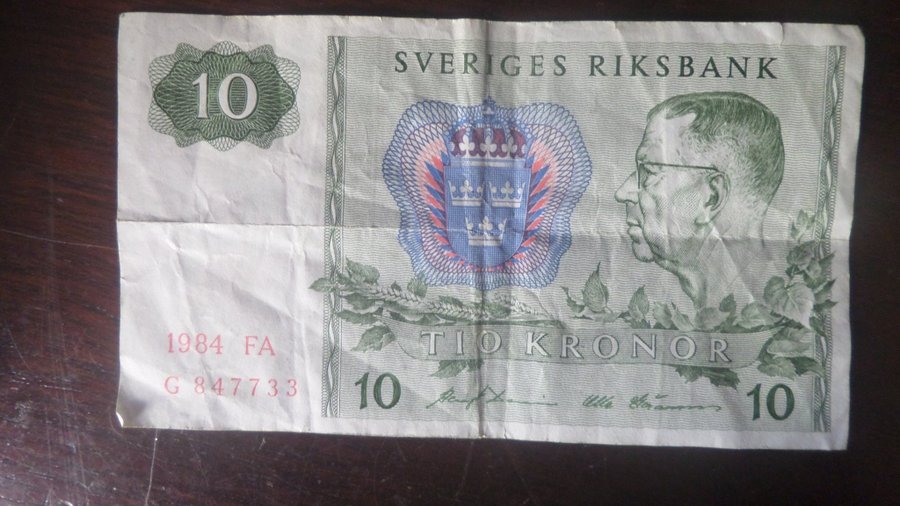 10
SVERIGES RIKSBANK
TIO KRONOR
1984 FA
G 847733
10
10